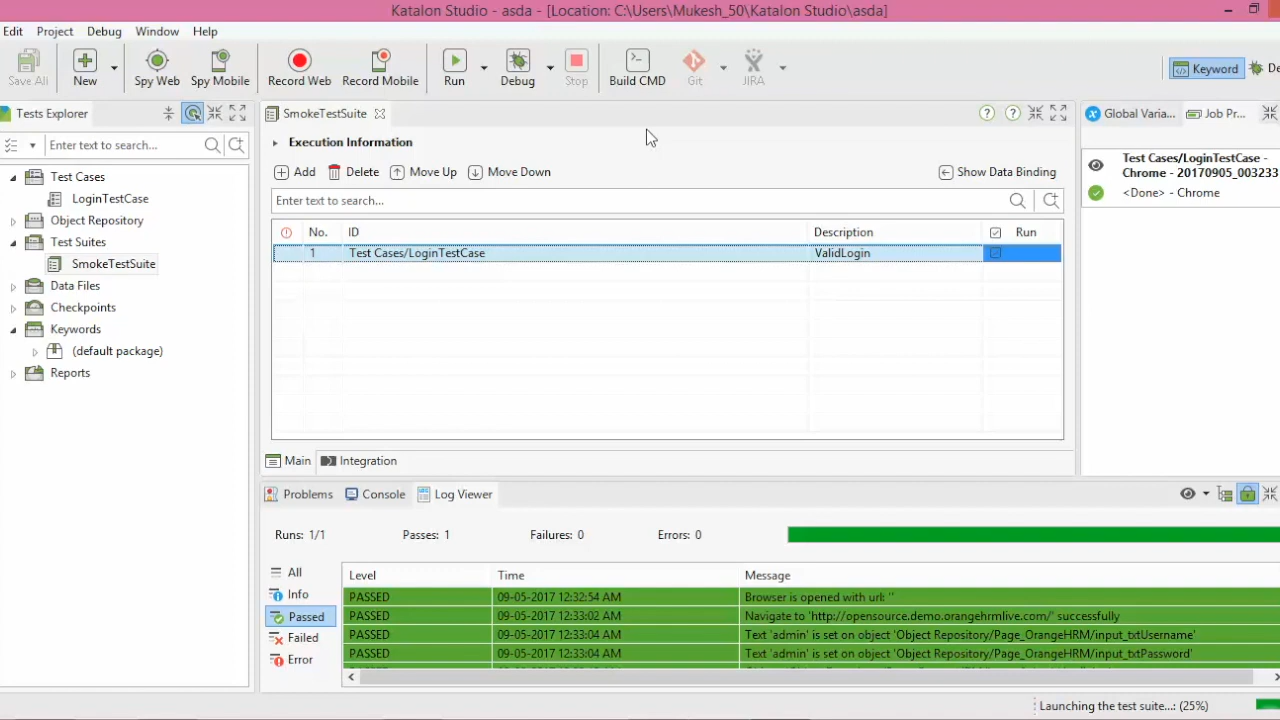 Katalon Studio - asda - [Location: C:\Users\Mukesh_50\Katalon Studio\asda]
Edit Project Debug Window Help
Save All New Spy Web Spy Mobile Record Web Record Mobile Run Debug Stop Build CMD Git JIRA Keyword De
Tests Explorer
Enter text to search...
Test Cases
LoginTestCase
Object Repository
Test Suites
SmokeTestSuite
Data Files
Checkpoints
Keywords
(default package)
Reports
SmokeTestSuite
Execution Information
Add Delete Move Up Move Down Show Data Binding
Enter text to search...
No. ID Description Run
1 Test Cases/LoginTestCase ValidLogin
Main Integration
Global Varia... Job Pr...
Test Cases/LoginTestCase -
Chrome - 20170905_003233
<Done> - Chrome
Problems Console Log Viewer
Runs: 1/1 Passes: 1 Failures: 0 Errors: 0
All
Info
Passed
Failed
Error
Level Time Message
PASSED 09-05-2017 12:32:54 AM Browser is opened with url: ''
PASSED 09-05-2017 12:33:02 AM Navigate to 'http://opensource.demo.orangehrmlive.com/' successfully
PASSED 09-05-2017 12:33:04 AM Text 'admin' is set on object 'Object Repository/Page_OrangeHRM/input_txtUsername'
PASSED 09-05-2017 12:33:04 AM Text 'admin' is set on object 'Object Repository/Page_OrangeHRM/input_txtPassword'
Launching the test suite...: (25%)